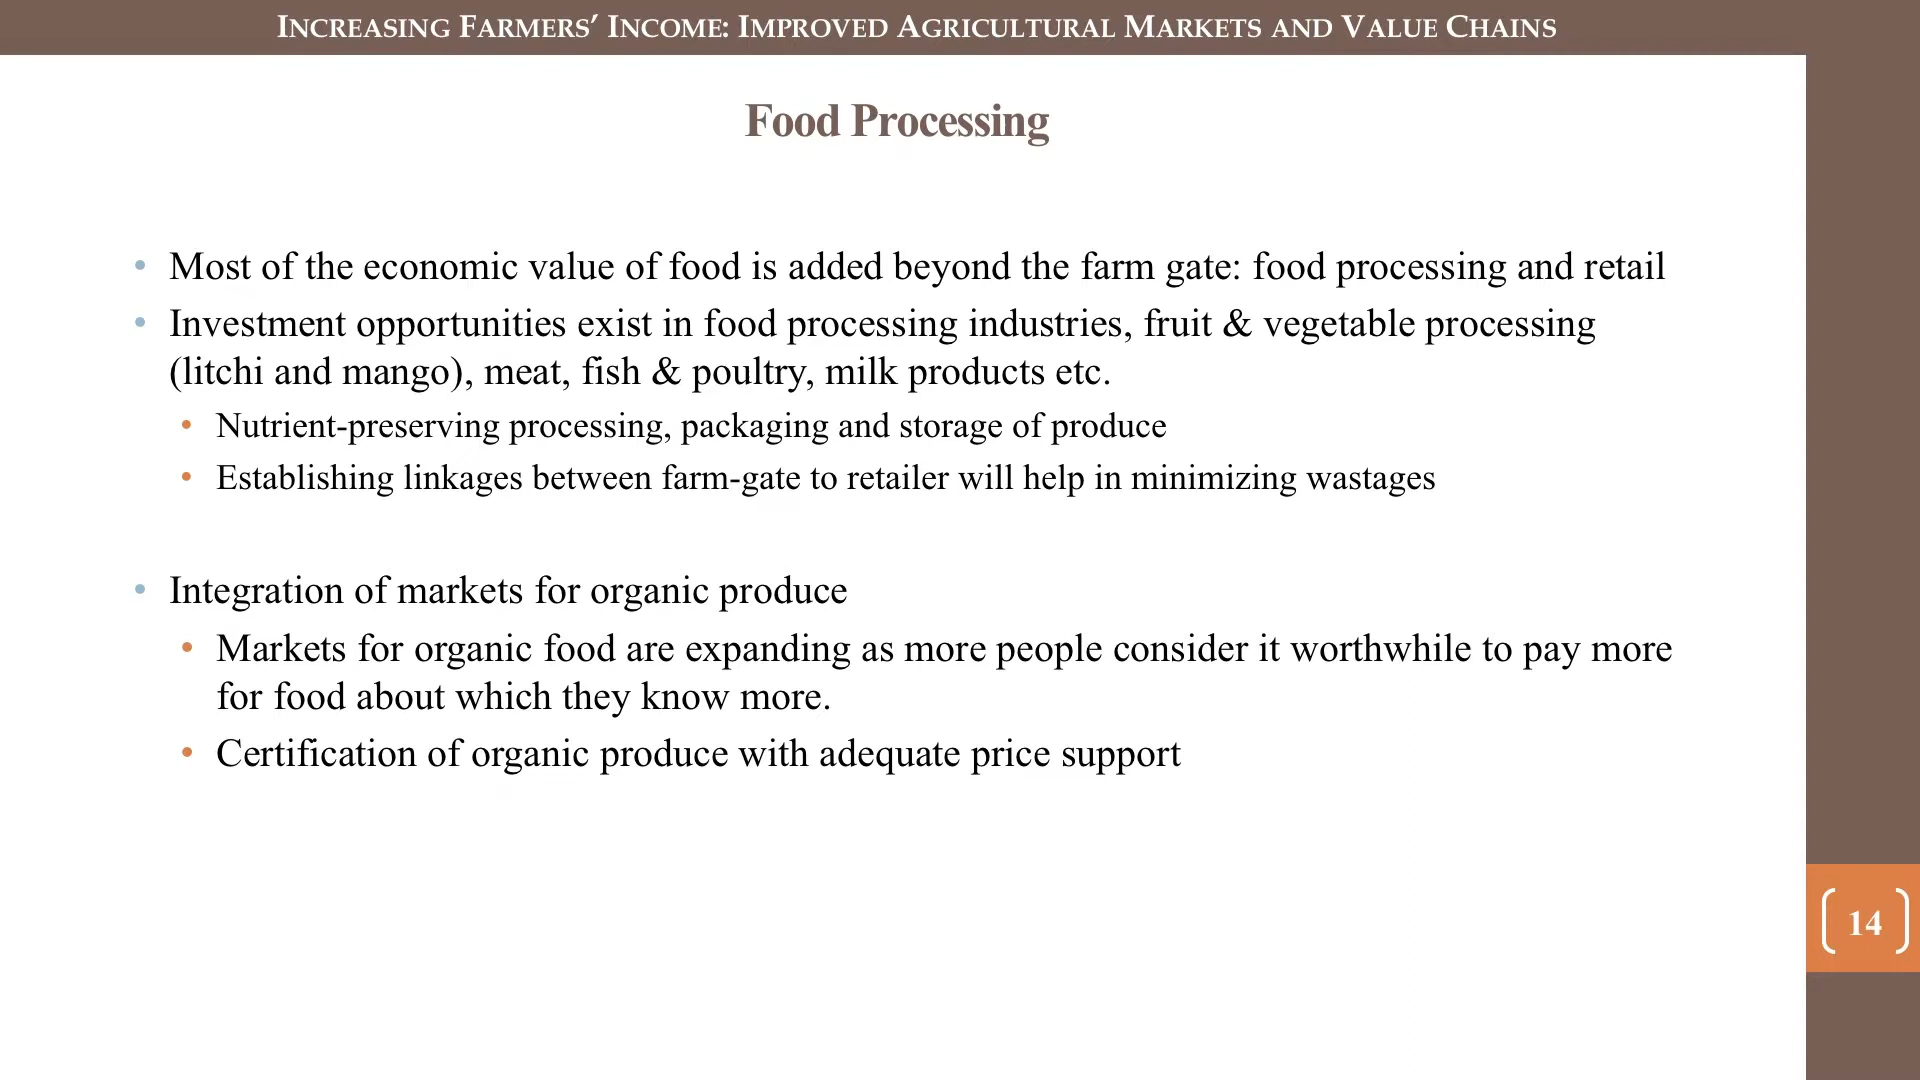 INCREASING FARMERS’ INCOME: IMPROVED AGRICULTURAL MARKETS AND VALUE CHAINS
Food Processing
• Most of the economic value of food is added beyond the farm gate: food processing and retail
• Investment opportunities exist in food processing industries, fruit & vegetable processing
(litchi and mango), meat, fish & poultry, milk products etc.
• Nutrient-preserving processing, packaging and storage of produce
• Establishing linkages between farm-gate to retailer will help in minimizing wastages
• Integration of markets for organic produce
• Markets for organic food are expanding as more people consider it worthwhile to pay more
for food about which they know more.
• Certification of organic produce with adequate price support
14